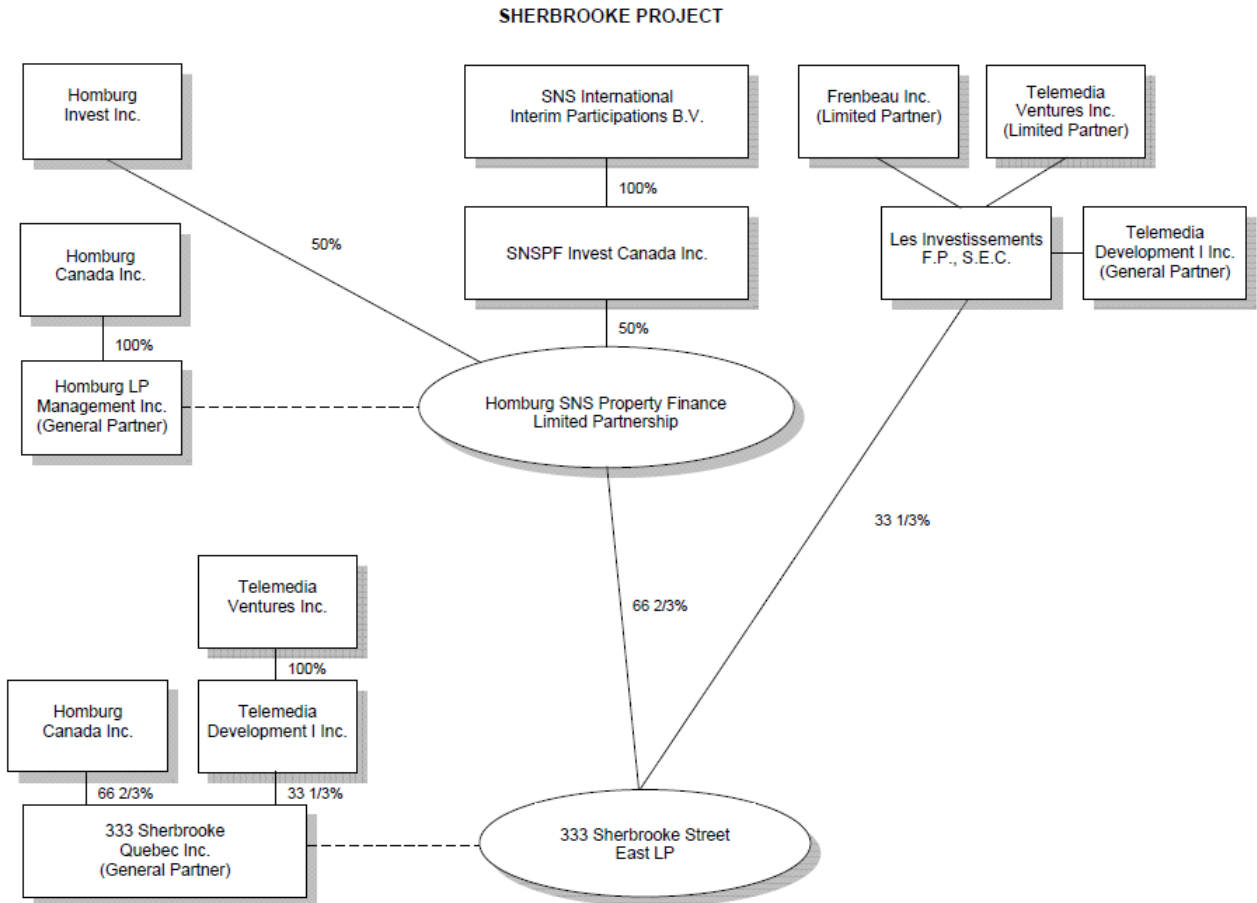 SHERBROOKE PROJECT
Homburg
Invest Inc.
SNS International
Interim Participations B.V.
Frenbeau Inc.
(Limited Partner)
Telemedia
Ventures Inc.
(Limited Partner)
100%
Homburg
Canada Inc.
50%
SNSPF Invest Canada Inc.
Les Investissements
F.P., S.E.C.
Telemedia
Development I Inc.
(General Partner)
100%
50%
Homburg LP
Management Inc.
(General Partner)
Homburg SNS Property Finance
Limited Partnership
33 1/3%
66 2/3%
Telemedia
Ventures Inc.
100%
Homburg
Canada Inc.
Telemedia
Development I Inc.
66 2/3%
33 1/3%
333 Sherbrooke
Quebec Inc.
(General Partner)
333 Sherbrooke Street
East LP